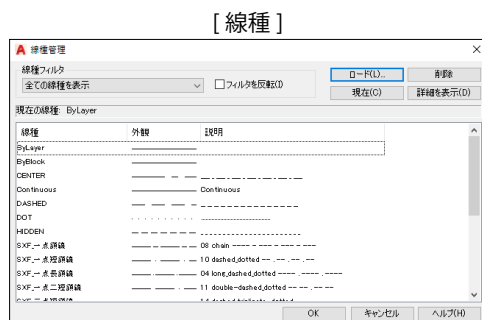 [ 線種 ]
線種管理
線種フィルタ
全ての線種を表示
フィルタを反転(I)
ロード(L)...
削除
現在(C)
詳細を表示(D)
現在の線種: ByLayer
線種 外観 説明
ByLayer
ByBlock
CENTER
Continuous Continuous
DASHED
DOT
HIDDEN
SXF_一点鎖線 08 chain
SXF_一点短鎖線 10 dashed_dotted
SXF_一点長鎖線 04 long_dashed_dotted
SXF_一点二短鎖線 11 double-dashed_dotted
OK
キャンセル
ヘルプ(H)